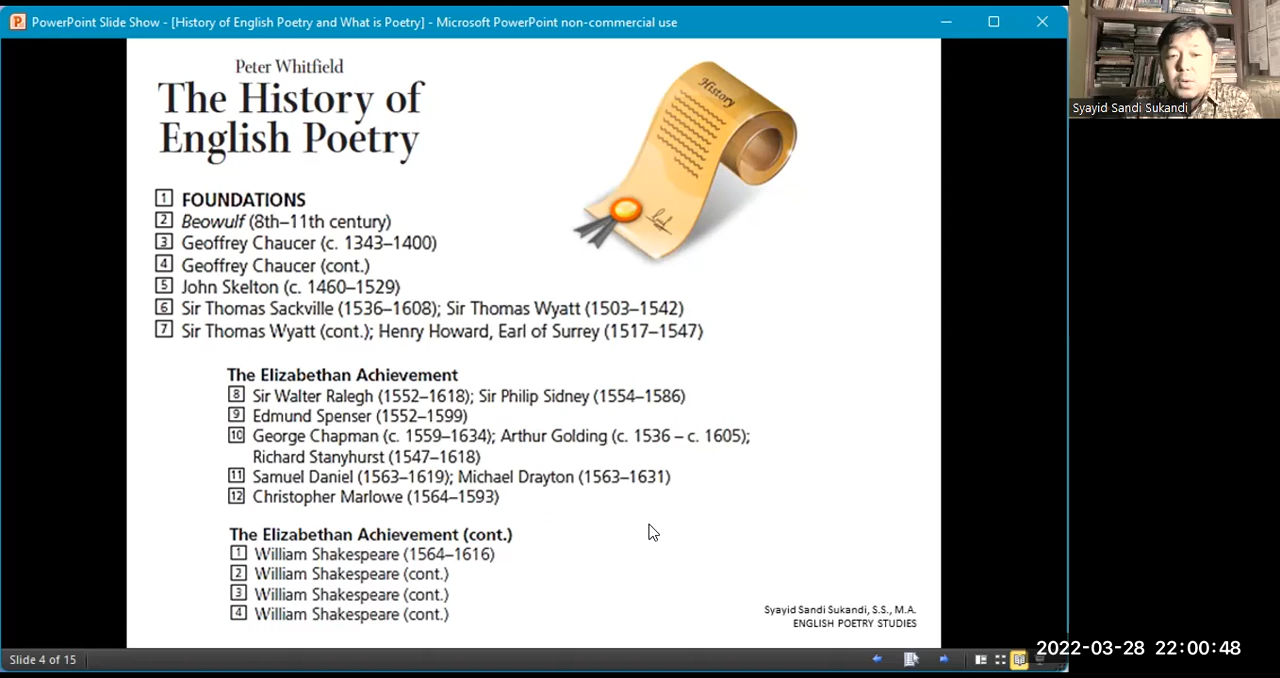 PowerPoint Slide Show - [History of English Poetry and What is Poetry] - Microsoft PowerPoint non-commercial use
Syayid Sandi Sukandi
Peter Whitfield
The History of
English Poetry
History
1 FOUNDATIONS
2 Beowulf (8th–11th century)
3 Geoffrey Chaucer (c. 1343–1400)
4 Geoffrey Chaucer (cont.)
5 John Skelton (c. 1460–1529)
6 Sir Thomas Sackville (1536–1608); Sir Thomas Wyatt (1503–1542)
7 Sir Thomas Wyatt (cont.); Henry Howard, Earl of Surrey (1517–1547)
The Elizabethan Achievement
8 Sir Walter Ralegh (1552–1618); Sir Philip Sidney (1554–1586)
9 Edmund Spenser (1552–1599)
10 George Chapman (c. 1559–1634); Arthur Golding (c. 1536 – c. 1605);
Richard Stanyhurst (1547–1618)
11 Samuel Daniel (1563–1619); Michael Drayton (1563–1631)
12 Christopher Marlowe (1564–1593)
The Elizabethan Achievement (cont.)
1 William Shakespeare (1564–1616)
2 William Shakespeare (cont.)
3 William Shakespeare (cont.)
4 William Shakespeare (cont.)
Syayid Sandi Sukandi, S.S., M.A.
ENGLISH POETRY STUDIES
Slide 4 of 15
2022-03-28 22:00:48